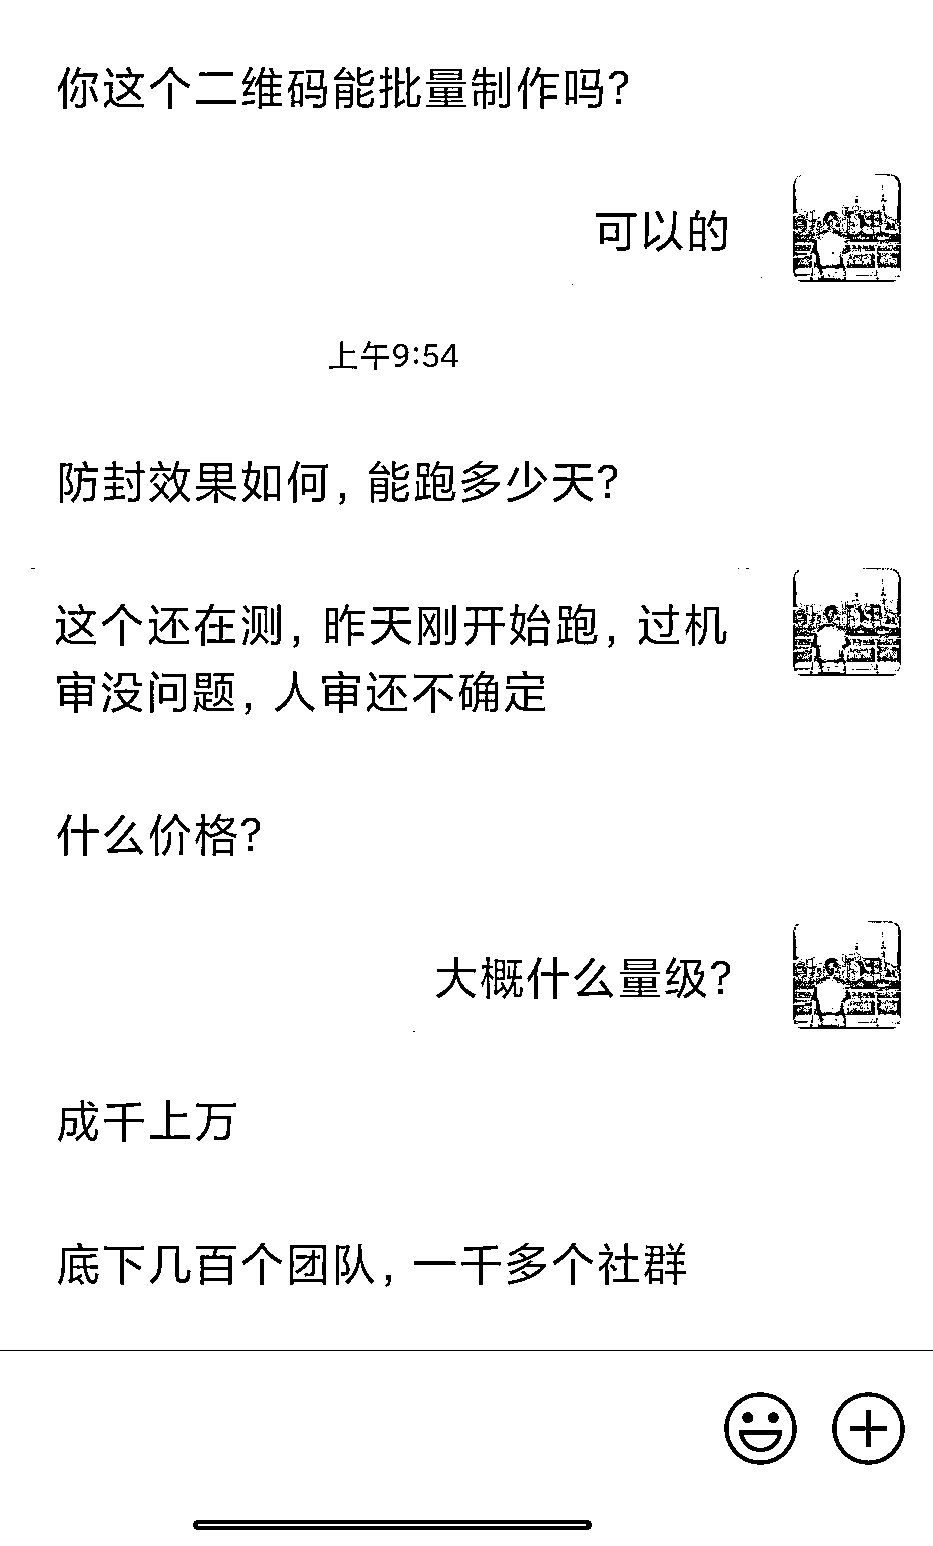 你这个二维码能批量制作吗?
可以的
上午9:54
防封效果如何, 能跑多少天?
这个还在测, 昨天刚开始跑, 过机
审没问题, 人审还不确定
什么价格?
大概什么量级?
成千上万
底下几百个团队, 一千多个社群